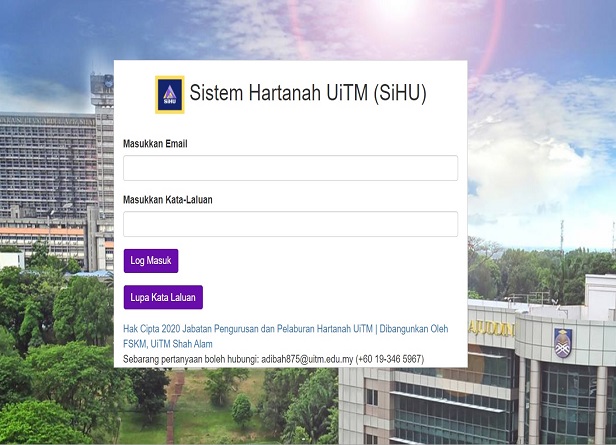 SiHU
Sistem Hartanah UiTM (SiHU)
Masukkan Email
Masukkan Kata-Laluan
Log Masuk
Lupa Kata Laluan
Hak Cipta 2020 Jabatan Pengurusan dan Pelaburan Hartanah UiTM | Dibangunkan Oleh
FSKM, UiTM Shah Alam
Sebarang pertanyaan boleh hubungi: adibah875@uitm.edu.my (+60 19-346 5967)